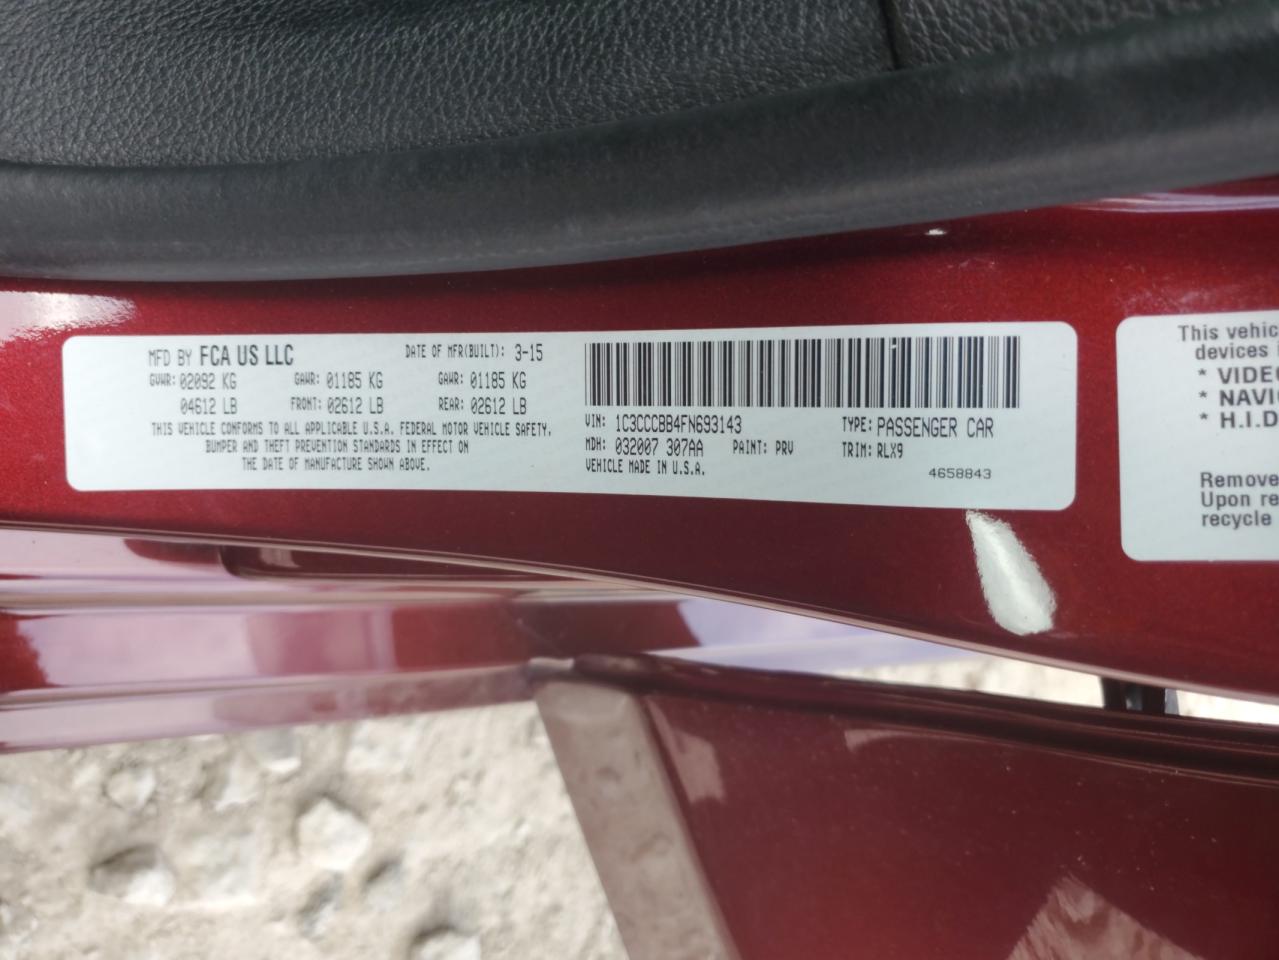 MFD BY FCA US LLC DATE OF MFR(BUILT): 3-15
GVWR: 02092 KG GAWR: 01185 KG GAWR: 01185 KG
04612 LB FRONT: 02612 LB REAR: 02612 LB
THIS VEHICLE CONFORMS TO ALL APPLICABLE U.S.A. FEDERAL MOTOR VEHICLE SAFETY,
BUMPER AND THEFT PREVENTION STANDARDS IN EFFECT ON
THE DATE OF MANUFACTURE SHOWN ABOVE.
VIN: 1C3CCCBB4FN693143 TYPE: PASSENGER CAR
MDH: 032007 307AA PAINT: PRV TRIM: RLX9
VEHICLE MADE IN U.S.A. 4658843
This vehic
devices i
* VIDEO
* NAVIG
* H.I.D
Remove
Upon re
recycle